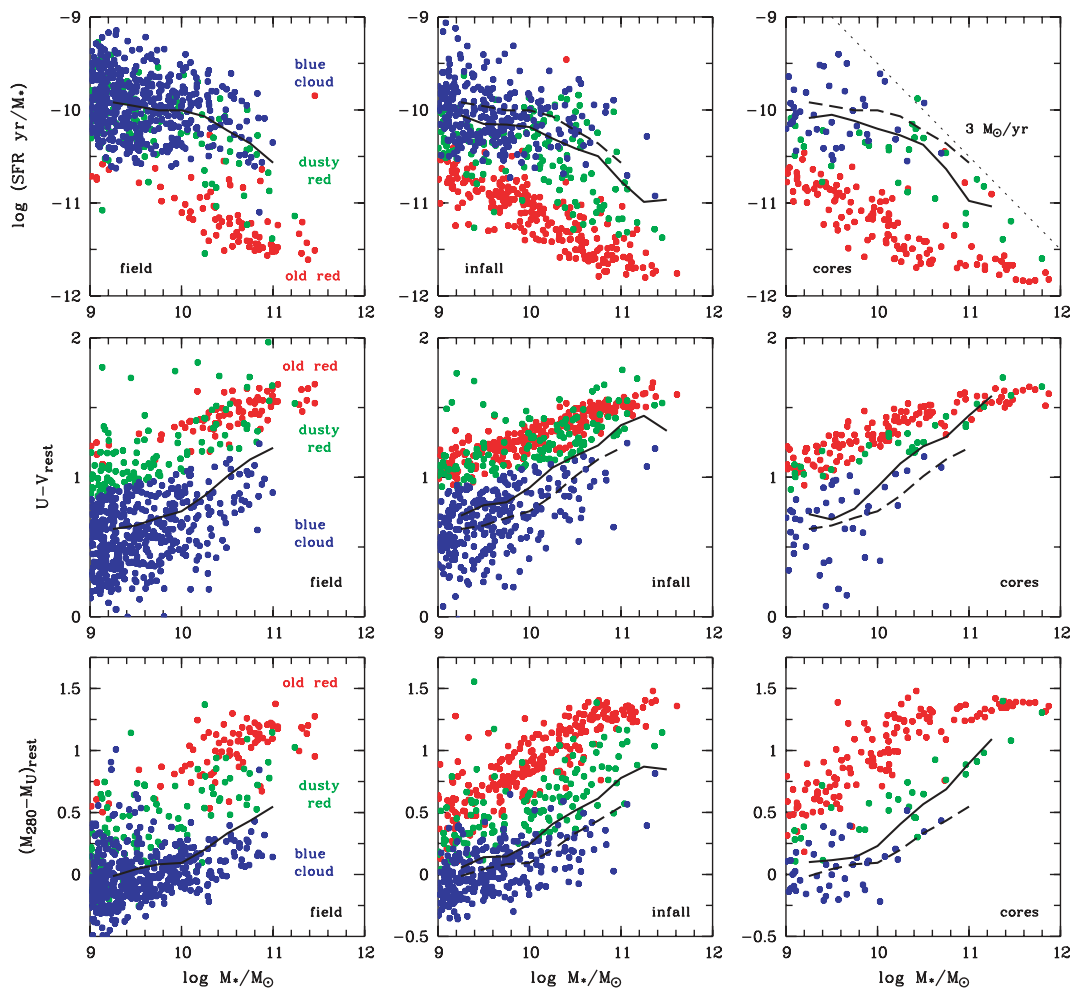 -9
-10
-11
-12
log (SFR yr/M*)
blue
cloud
dusty
red
old red
field
9
10
11
12
-9
-10
-11
-12
infall
9
10
11
12
-9
-10
-11
-12
3 M⊙/yr
cores
9
10
11
12
2
1
0
U-Vrest
old red
dusty
red
blue
cloud
field
9
10
11
12
2
1
0
infall
9
10
11
12
2
1
0
cores
9
10
11
12
1.5
1
0.5
0
-0.5
(M280-MU)rest
old red
dusty
red
blue
cloud
field
9
10
11
12
log M*/M⊙
1.5
1
0.5
0
-0.5
infall
9
10
11
12
log M*/M⊙
1.5
1
0.5
0
-0.5
cores
9
10
11
12
log M*/M⊙